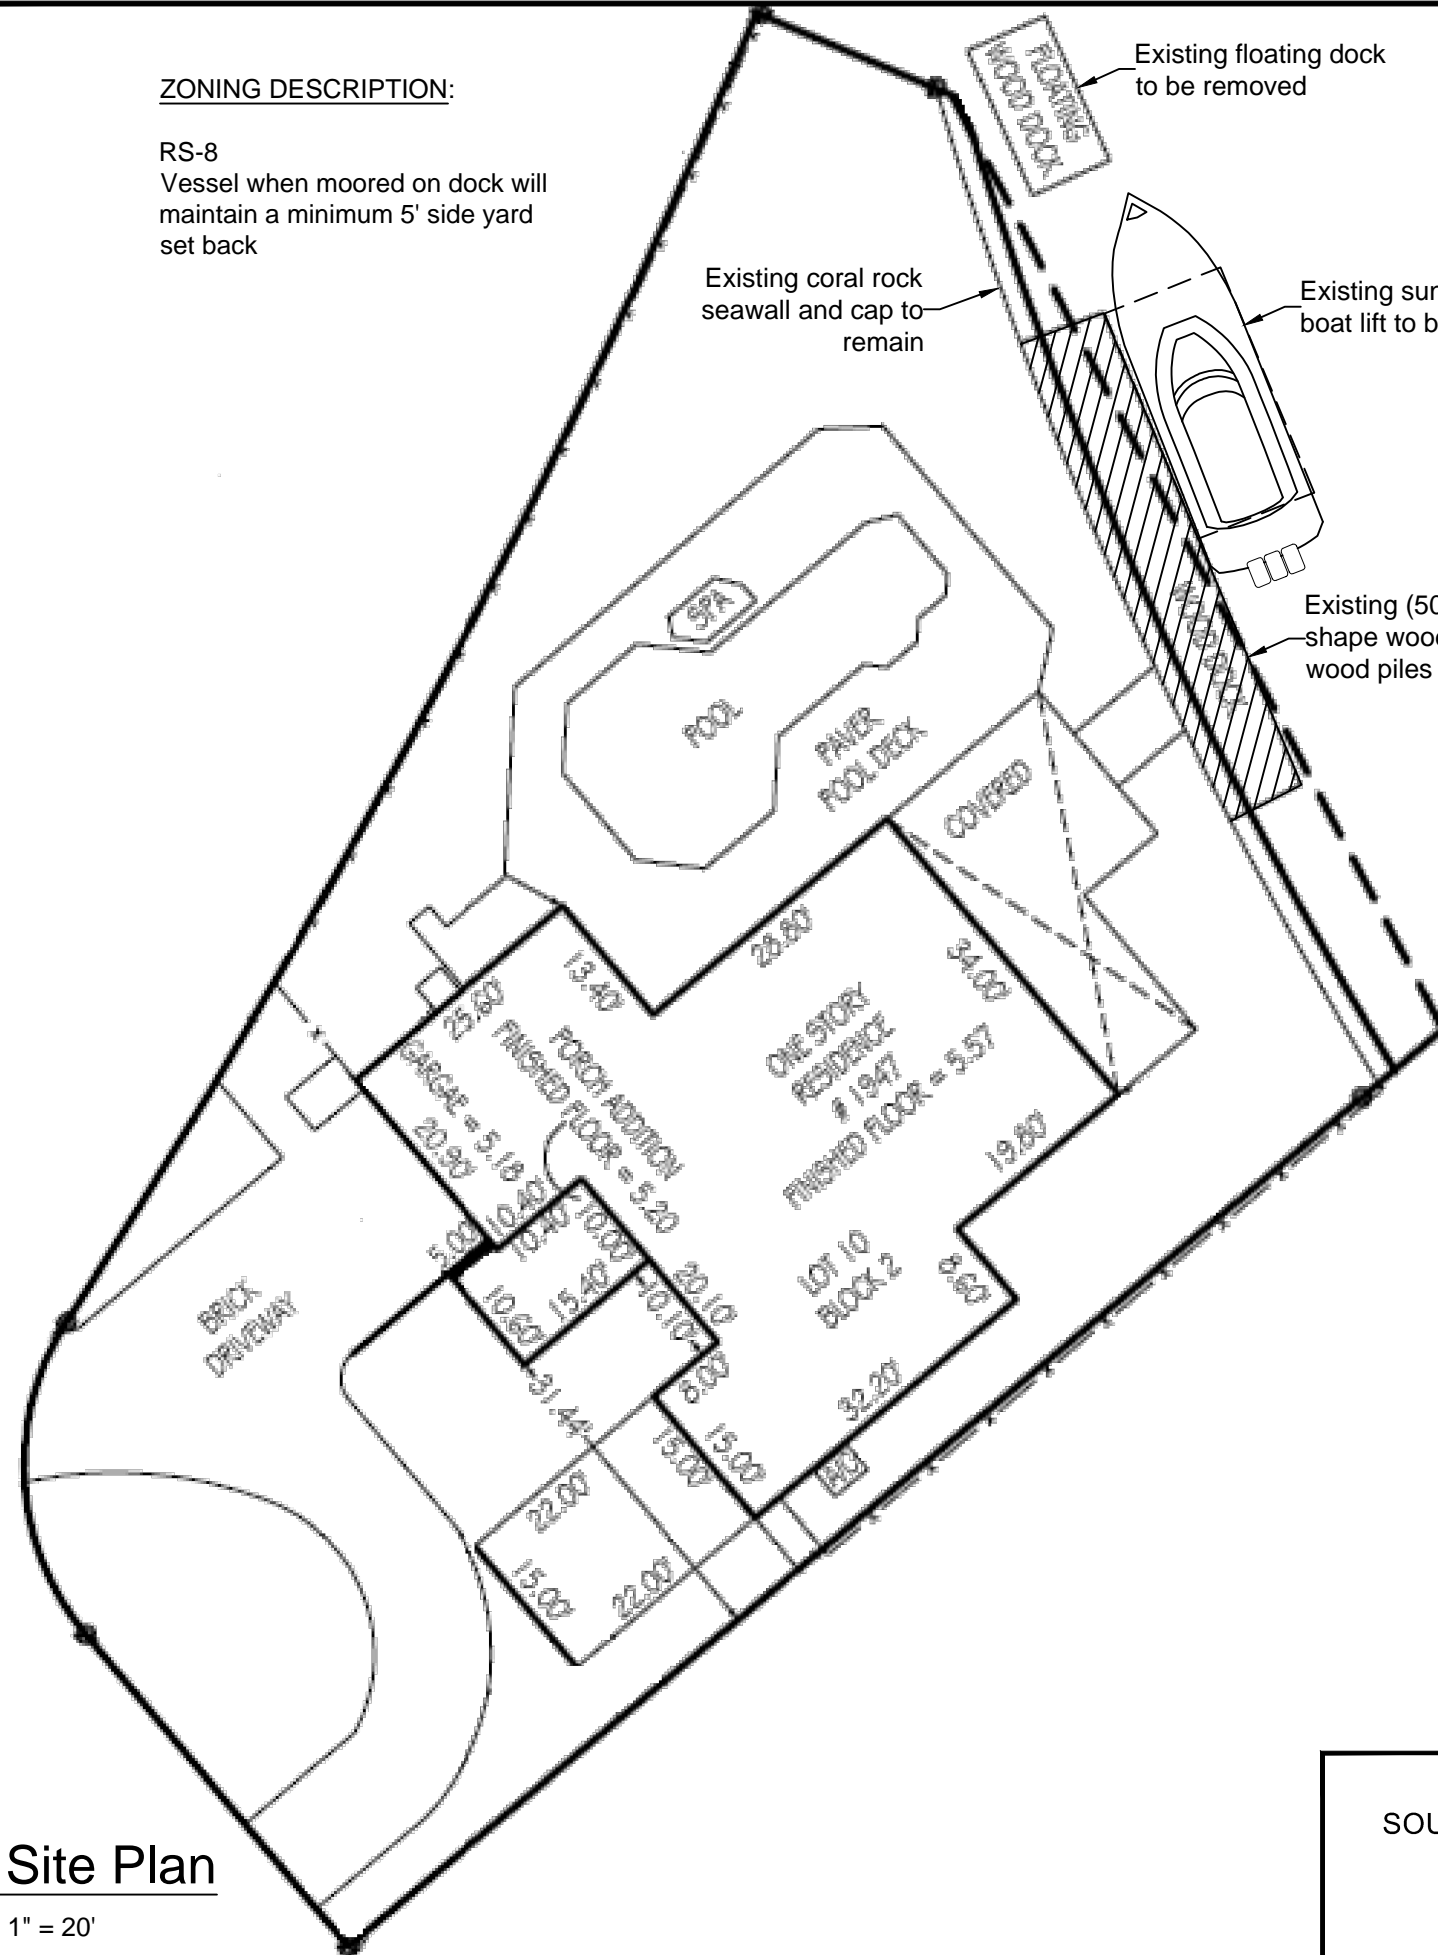 ZONING DESCRIPTION:
RS-8
Vessel when moored on dock will
maintain a minimum 5' side yard
set back
FLOATING
WOOD DOCK
Existing floating dock
to be removed
Existing coral rock
seawall and cap to
remain
Existing sun
boat lift to b
Existing (50
shape wood
wood piles
WOOD DOCK
SPA
POOL
PAVER
POOL DECK
COVERED
28.80'
13.40'
34.00'
25.60'
GARGAE = 5.18
20.90'
PORCH ADDITION
FINISHED FLOOR = 5.20
ONE STORY
RESIDENCE
# 1947
FINISHED FLOOR = 5.57
19.80'
8.60'
LOT 10
BLOCK 2
5.00'
10.40'
10.40'
10.00'
10.60'
15.40'
10.10'
20.10'
8.00'
31.44'
32.20'
15.00'
15.00'
A/C
22.00'
15.00'
22.00'
BRICK
DRIVEWAY
Site Plan
1" = 20'
SOU